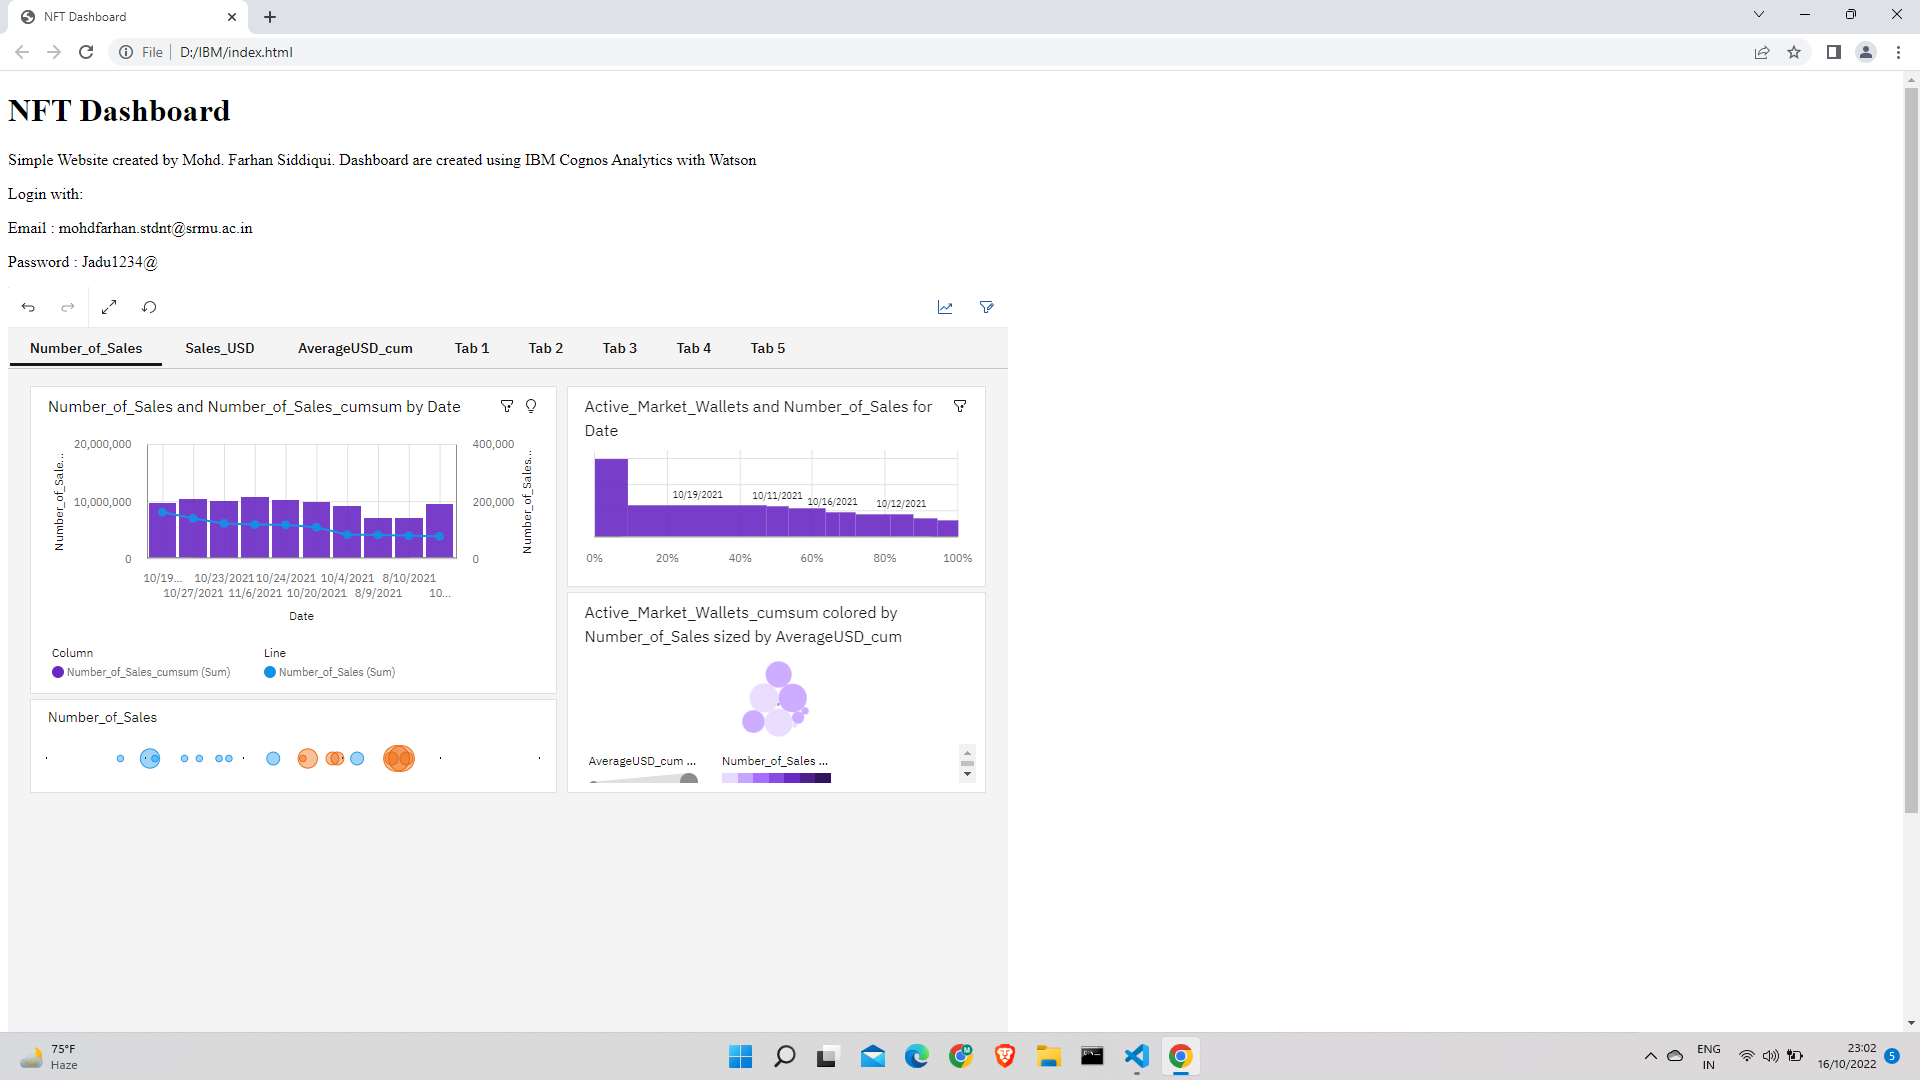 NFT Dashboard
File
D:/IBM/index.html
NFT Dashboard
Simple Website created by Mohd. Farhan Siddiqui. Dashboard are created using IBM Cognos Analytics with Watson
Login with:
Email : mohdfarhan.stdnt@srmu.ac.in
Password : Jadu1234@
Number_of_Sales Sales_USD AverageUSD_cum Tab 1 Tab 2 Tab 3 Tab 4 Tab 5
Number_of_Sales and Number_of_Sales_cumsum by Date
Number_of_Sale...
20,000,000
10,000,000
0
400,000
200,000
0
Number_of_Sales...
10/19... 10/23/2021 10/24/2021 10/4/2021 8/10/2021
10/27/2021 11/6/2021 10/20/2021 8/9/2021 10...
Date
Column
Number_of_Sales_cumsum (Sum)
Line
Number_of_Sales (Sum)
Number_of_Sales
Active_Market_Wallets and Number_of_Sales for
Date
10/19/2021 10/11/2021 10/16/2021 10/12/2021
0% 20% 40% 60% 80% 100%
Active_Market_Wallets_cumsum colored by
Number_of_Sales sized by AverageUSD_cum
AverageUSD_cum ... Number_of_Sales ...
75°F
Haze
ENG
IN
23:02
16/10/2022
5